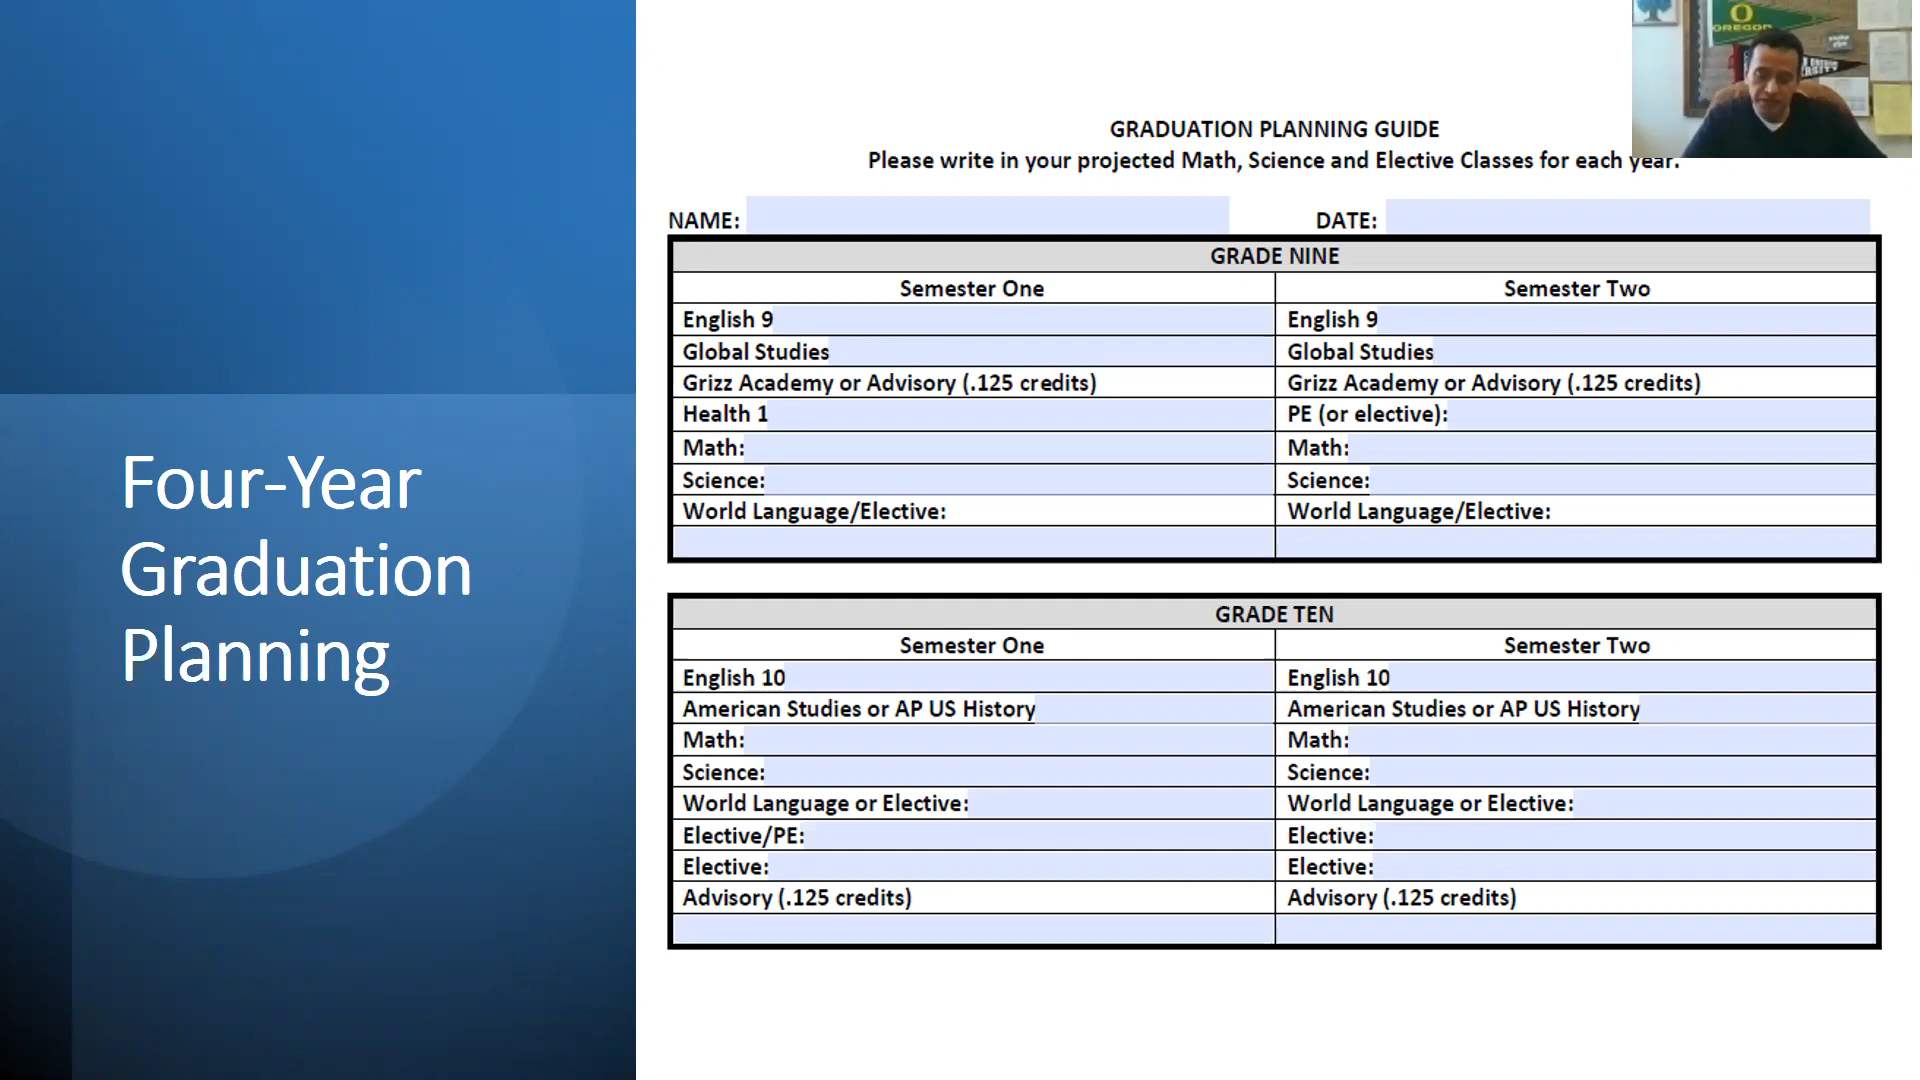 Four-Year
Graduation
Planning
O
OREGON
GRADUATION PLANNING GUIDE
Please write in your projected Math, Science and Elective Classes for each year.
NAME:
DATE:
GRADE NINE
Semester One
Semester Two
English 9
English 9
Global Studies
Global Studies
Grizz Academy or Advisory (.125 credits)
Grizz Academy or Advisory (.125 credits)
Health 1
PE (or elective):
Math:
Math:
Science:
Science:
World Language/Elective:
World Language/Elective:
GRADE TEN
Semester One
Semester Two
English 10
English 10
American Studies or AP US History
American Studies or AP US History
Math:
Math:
Science:
Science:
World Language or Elective:
World Language or Elective:
Elective/PE:
Elective:
Elective:
Elective:
Advisory (.125 credits)
Advisory (.125 credits)